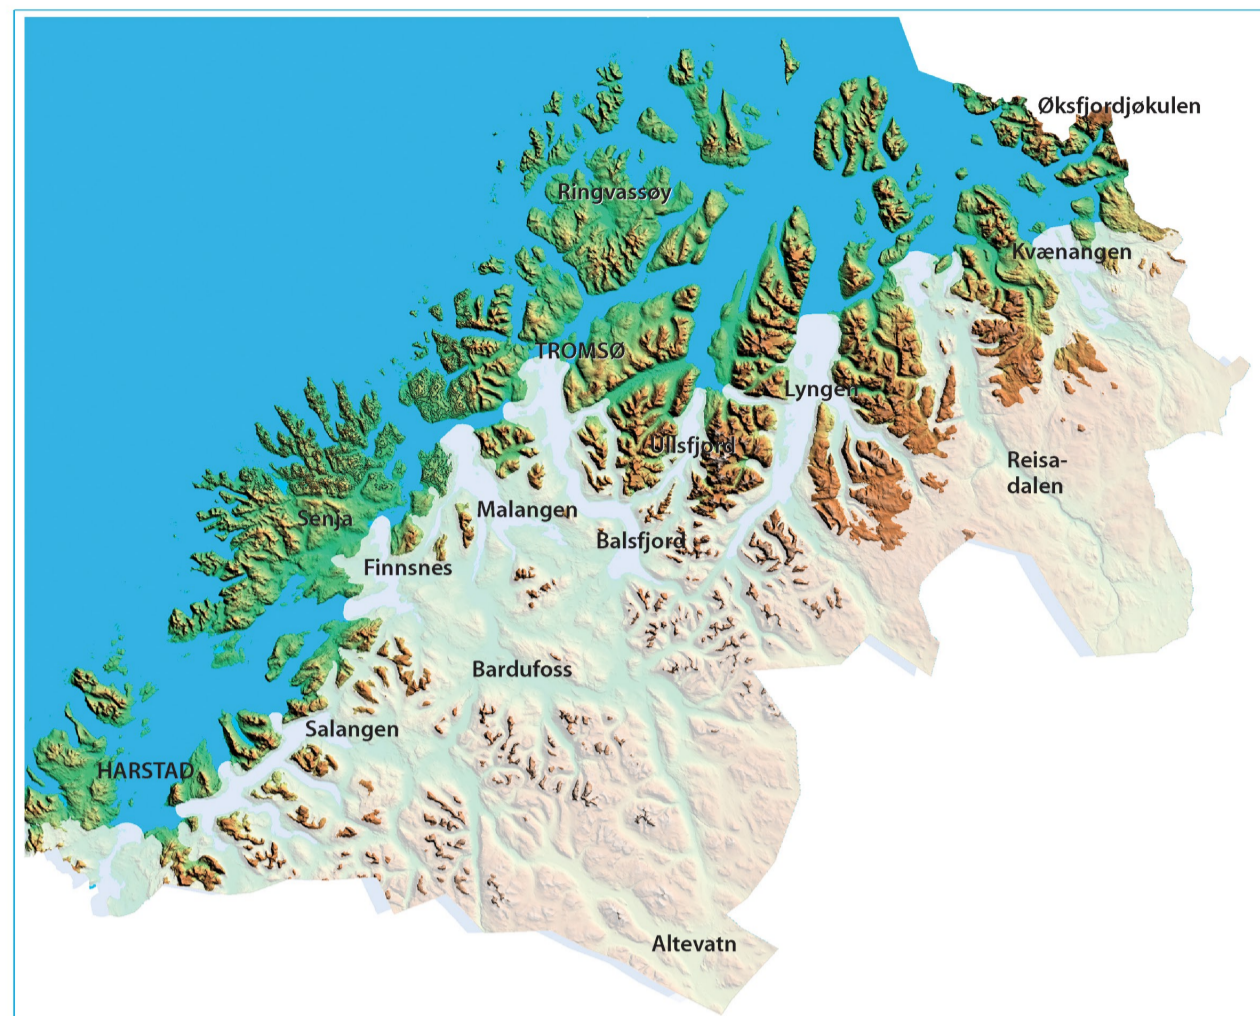 Øksfjordjøkulen
Ringvassøy
Kvænangen
TROMSØ
Lyngen
Ullsfjord
Reisa-
dalen
Malangen
Senja
Balsfjord
Finnsnes
Bardufoss
Salangen
HARSTAD
Altevatn